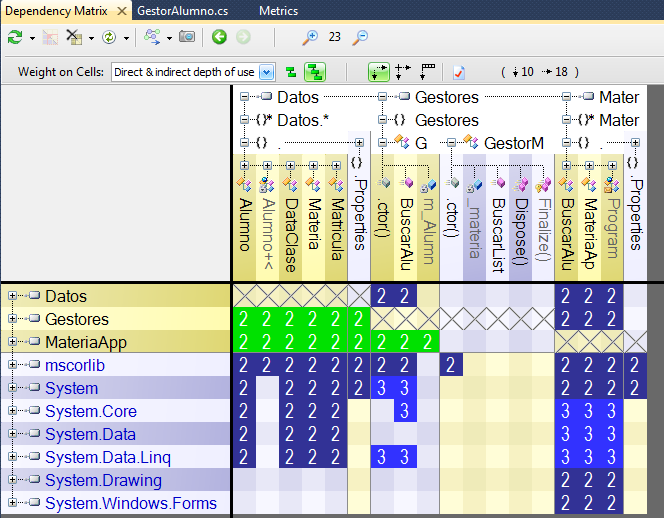 Dependency Matrix
GestorAlumno.cs
Metrics
23
Weight on Cells: Direct & indirect depth of use ( 10 18 )
Datos Gestores Mater
{}* Datos.* {} Gestores {}* Mater
{} . G GestorM {} .
Alumno
Alumno+<
DataClase
Materia
Matricula
{} .Properties
.ctor()
BuscarAlu
m_Alumn
.ctor()
_materia
BuscarList
Dispose()
Finalize()
BuscarAlu
MateriaAp
Program
{} .Properties
Datos 2 2 2 2 2
Gestores 2 2 2 2 2 2 2 2 2
MateriaApp 2 2 2 2 2 2 2 2 2
mscorlib 2 2 2 2 2 2 2 2 2 2 2 2 2
System 2 2 2 2 2 3 3 2 2 2 2
System.Core 2 2 2 2 3 3 3 3
System.Data 2 2 2 2 3 3 3
System.Data.Linq 2 2 2 2 3 3 3 3 3
System.Drawing 2 2 2
System.Windows.Forms 2 2 2